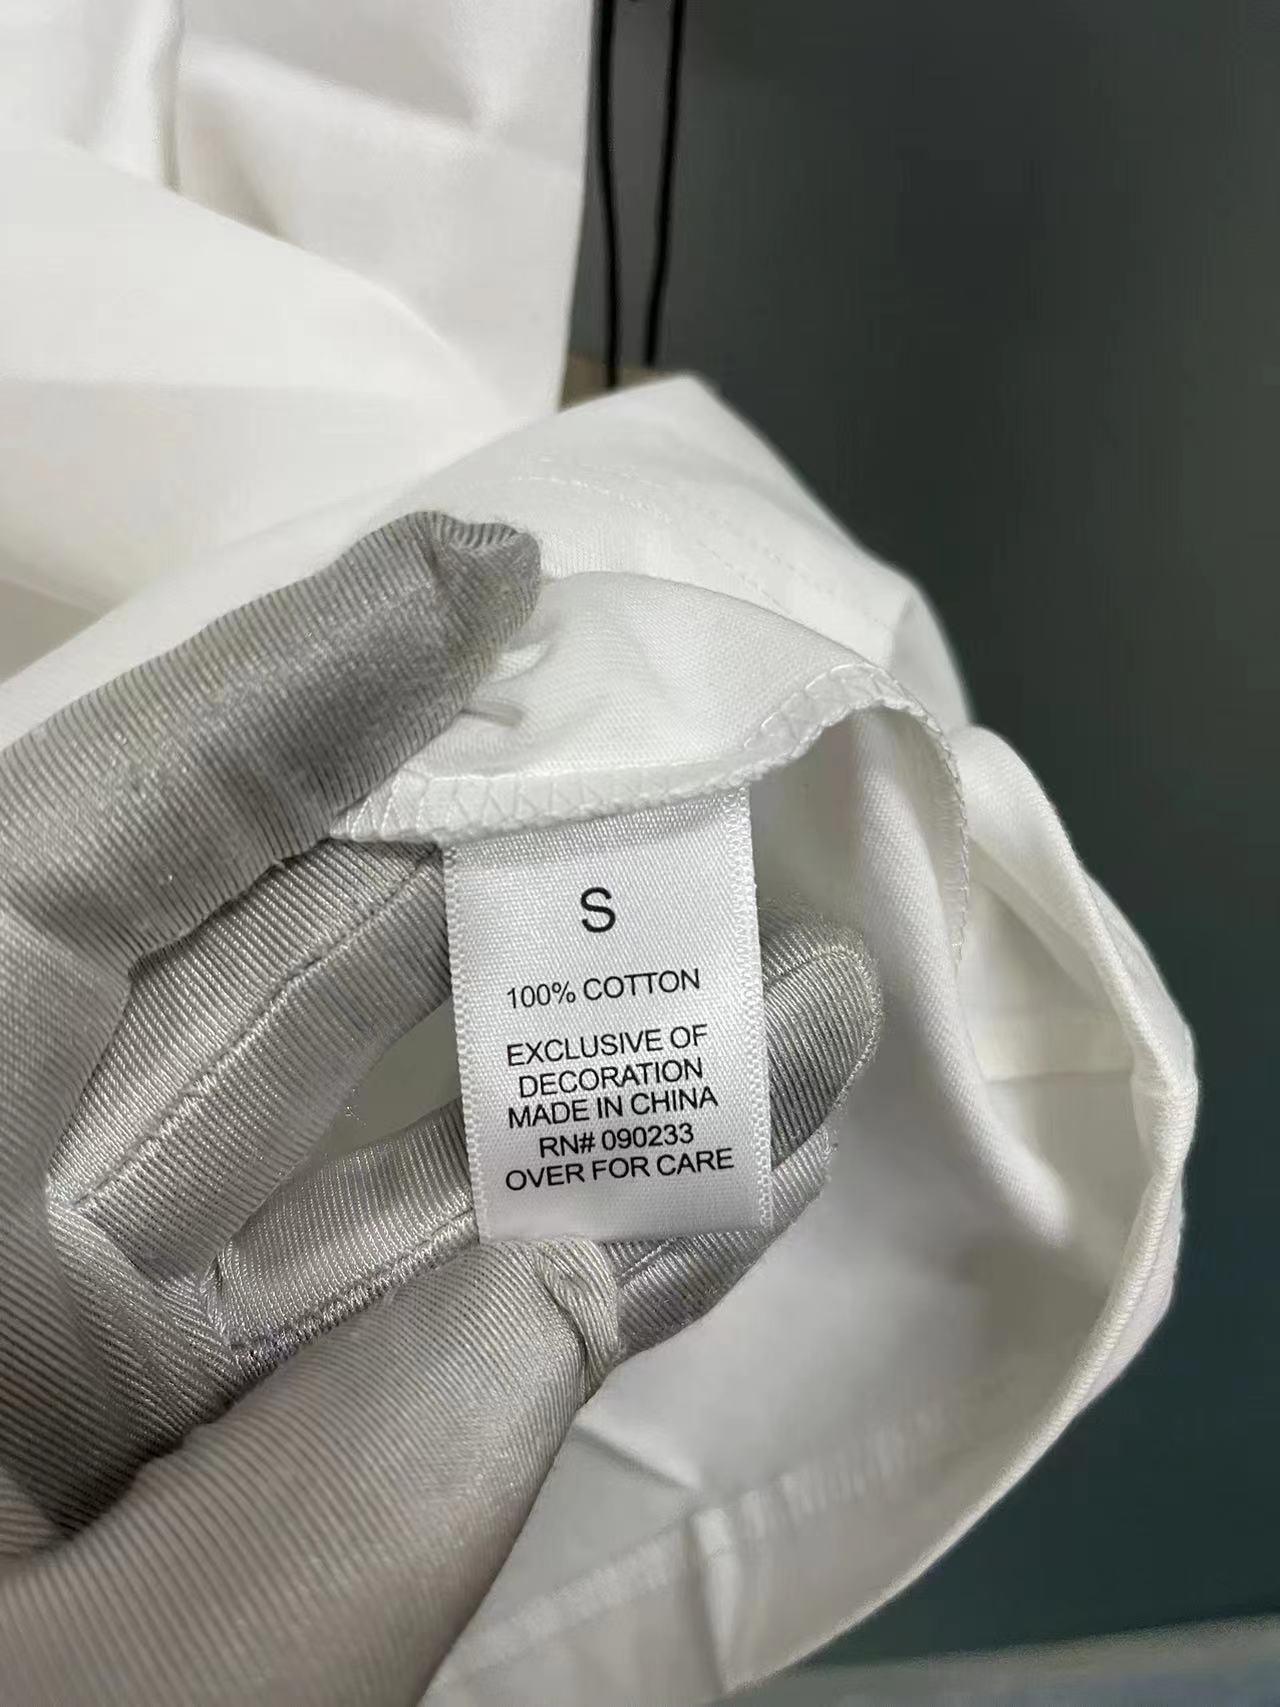 S
100% COTTON
EXCLUSIVE OF
DECORATION
MADE IN CHINA
RN# 090233
OVER FOR CARE